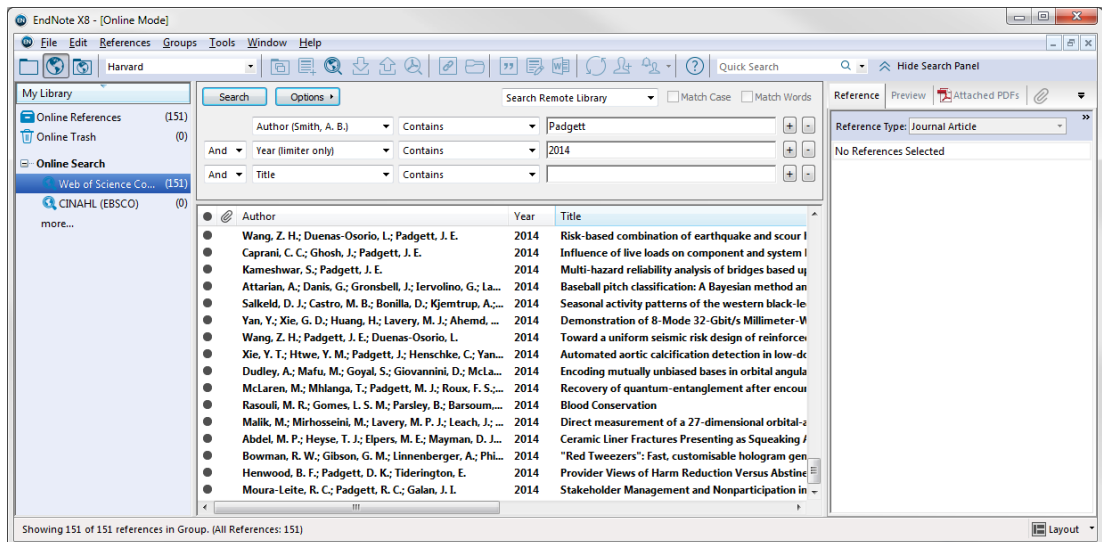 EndNote X8 - [Online Mode]
File Edit References Groups Tools Window Help
Harvard Quick Search Hide Search Panel
My Library
Online References (151)
Online Trash (0)
Online Search
Web of Science Co... (151)
CINAHL (EBSCO) (0)
more...
Search Options Search Remote Library Match Case Match Words
Author (Smith, A. B.) Contains Padgett
And Year (limiter only) Contains 2014
And Title Contains
Author Year Title
Wang, Z. H.; Duenas-Osorio, L.; Padgett, J. E. 2014 Risk-based combination of earthquake and scour
Caprani, C. C.; Ghosh, J.; Padgett, J. E. 2014 Influence of live loads on component and system
Kameshwar, S.; Padgett, J. E. 2014 Multi-hazard reliability analysis of bridges based
Attarian, A.; Danis, G.; Gronsbell, J.; Iervolino, G.; La... 2014 Baseball pitch classification: A Bayesian method
Salkeld, D. J.; Castro, M. B.; Bonilla, D.; Kjemtrup, A.;... 2014 Seasonal activity patterns of the western black-le
Yan, Y.; Xie, G. D.; Huang, H.; Lavery, M. J.; Ahemd, ... 2014 Demonstration of 8-Mode 32-Gbit/s Millimeter-W
Wang, Z. H.; Padgett, J. E.; Duenas-Osorio, L. 2014 Toward a uniform seismic risk design of reinforce
Xie, Y. T.; Htwe, Y. M.; Padgett, J.; Henschke, C.; Yan... 2014 Automated aortic calcification detection in low-do
Dudley, A.; Mafu, M.; Goyal, S.; Giovannini, D.; McLa... 2014 Encoding mutually unbiased bases in orbital angula
McLaren, M.; Mhlanga, T.; Padgett, M. J.; Roux, F. S.;... 2014 Recovery of quantum-entanglement after encour
Rasouli, M. R.; Gomes, L. S. M.; Parsley, B.; Barsoum,... 2014 Blood Conservation
Malik, M.; Mirhosseini, M.; Lavery, M. P. J.; Leach, J.; ... 2014 Direct measurement of a 27-dimensional orbital-a
Abdel, M. P.; Heyse, T. J.; Elpers, M. E.; Mayman, D. J... 2014 Ceramic Liner Fractures Presenting as Squeaking
Bowman, R. W.; Gibson, G. M.; Linnenberger, A.; Phi... 2014 "Red Tweezers": Fast, customisable hologram gen
Henwood, B. F.; Padgett, D. K.; Tiderington, E. 2014 Provider Views of Harm Reduction Versus Abstine
Moura-Leite, R. C.; Padgett, R. C.; Galan, J. I. 2014 Stakeholder Management and Nonparticipation in
Reference Preview Attached PDFs
Reference Type: Journal Article
No References Selected
Showing 151 of 151 references in Group. (All References: 151) Layout